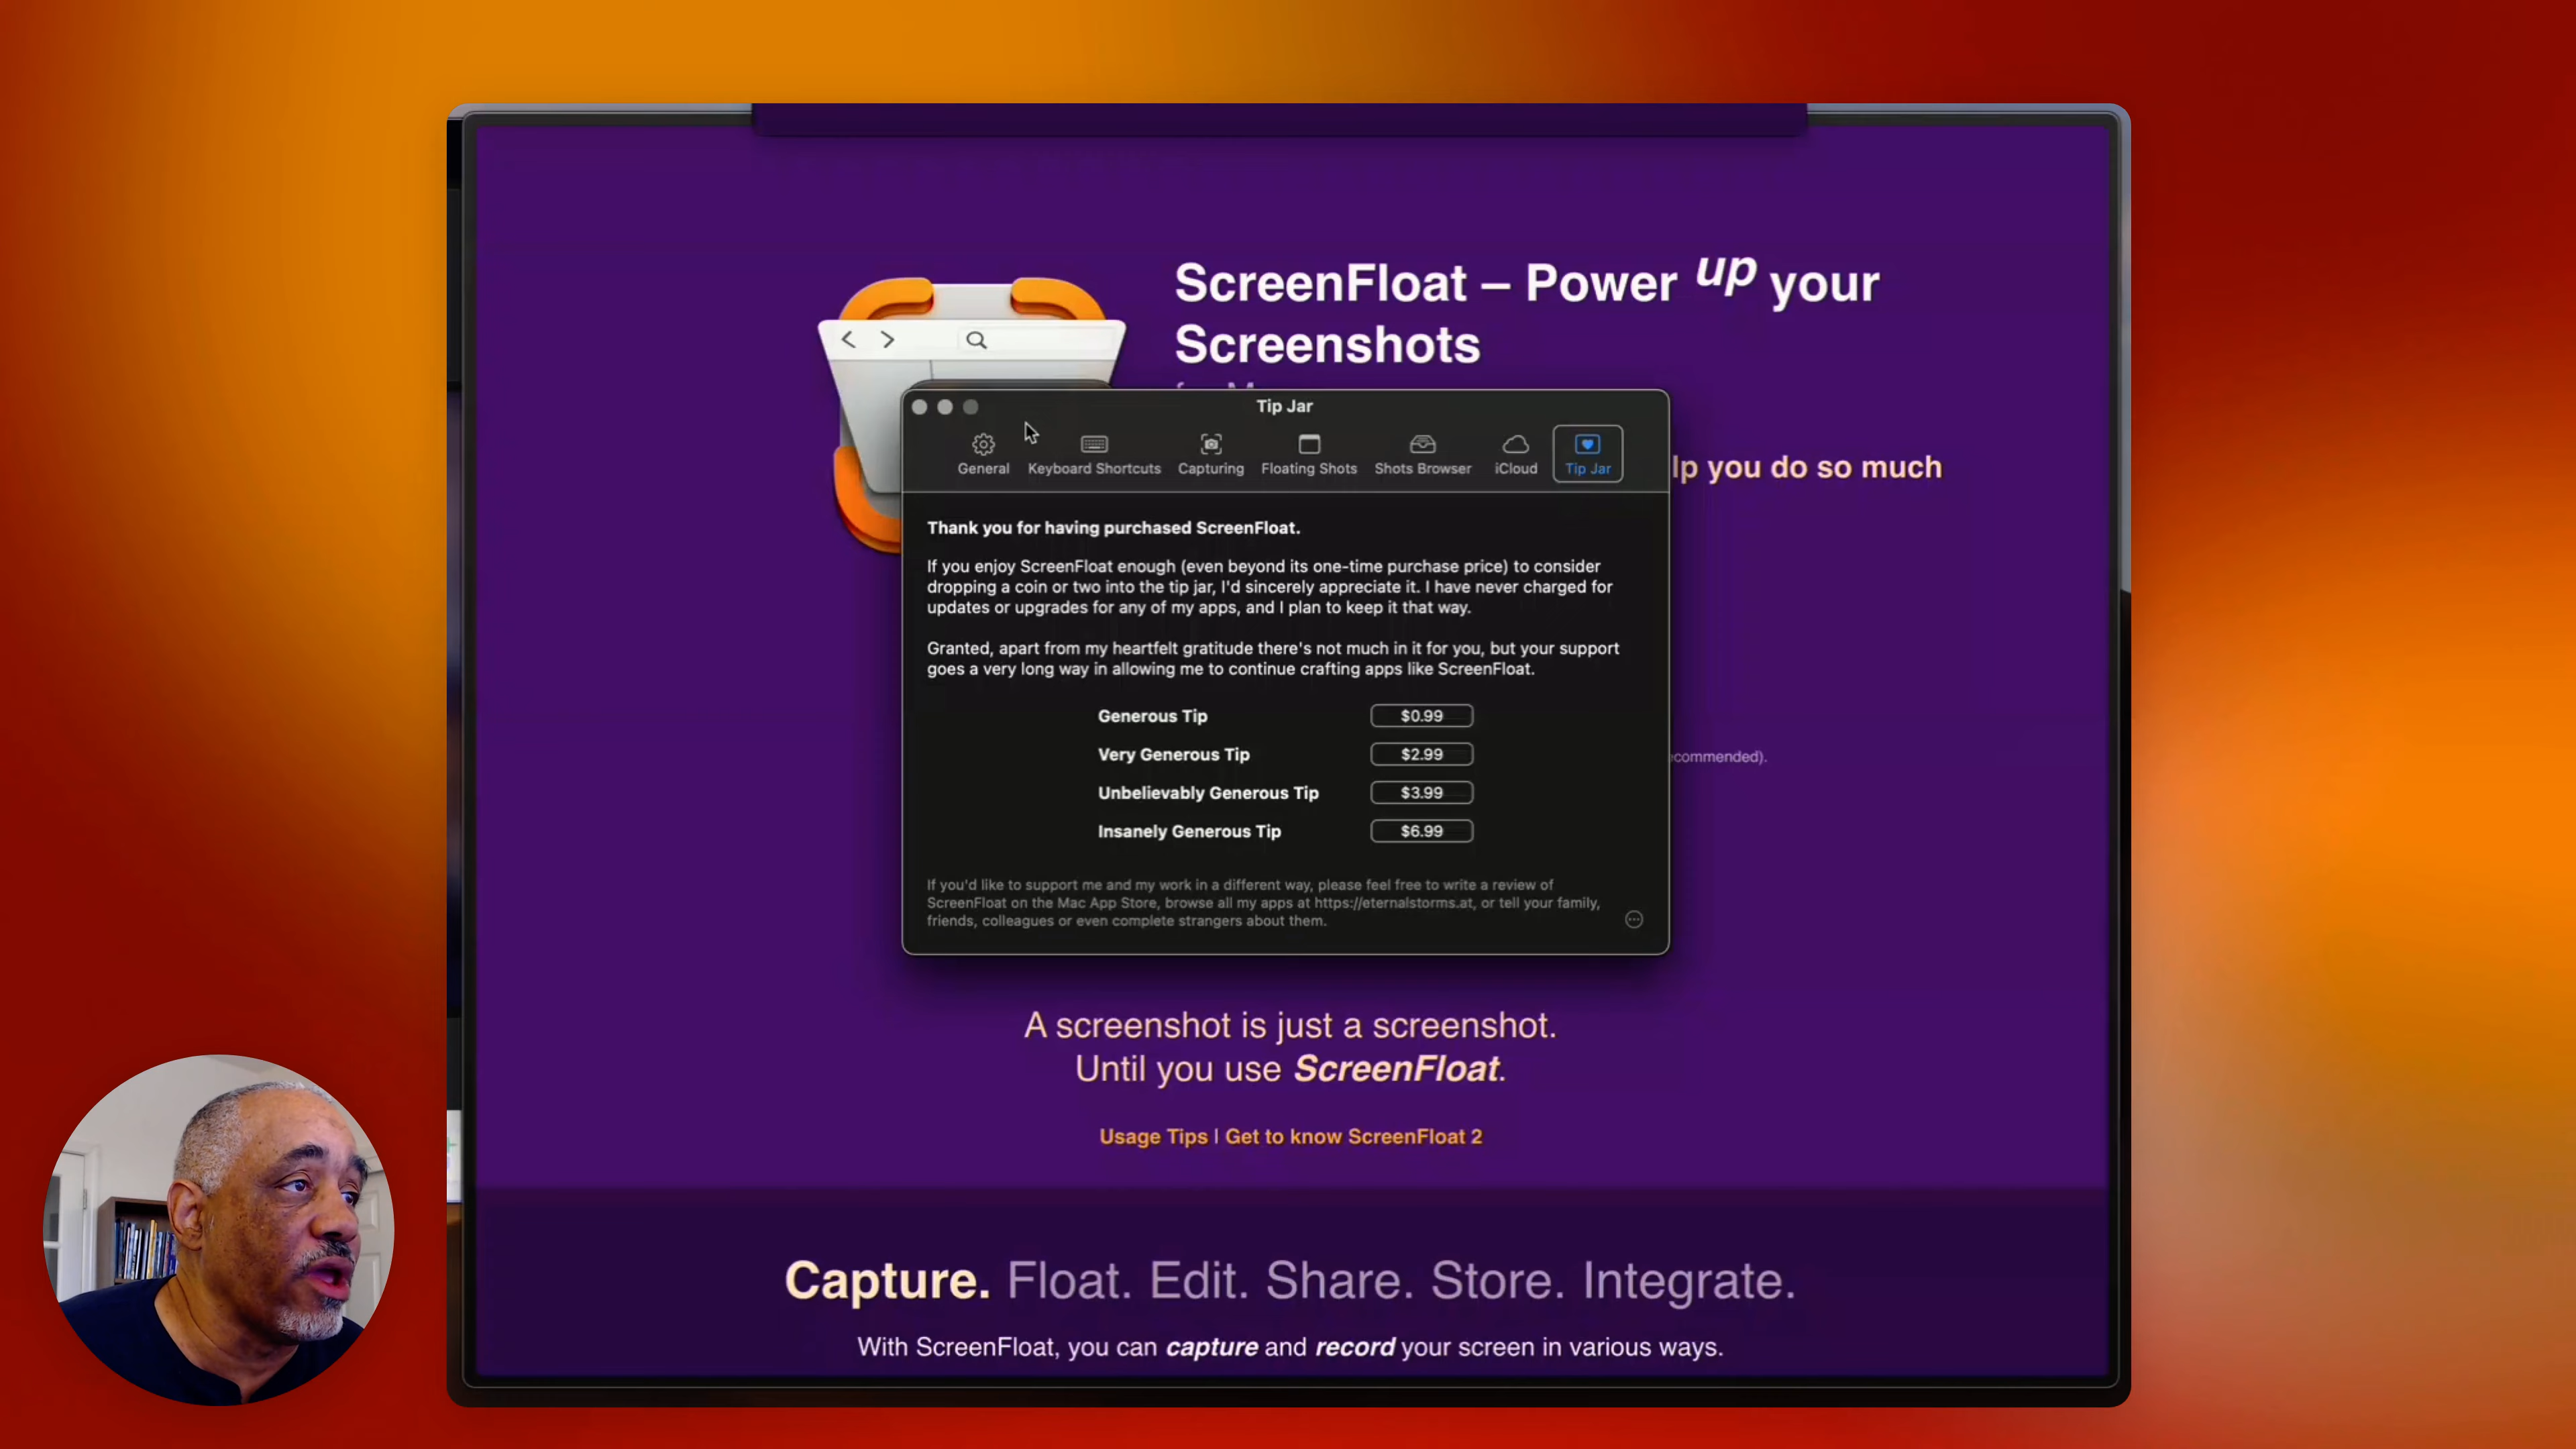 ScreenFloat – Power up your
Screenshots
Tip Jar
General
Keyboard Shortcuts
Capturing
Floating Shots
Shots Browser
iCloud
Tip Jar
you do so much
Thank you for having purchased ScreenFloat.
If you enjoy ScreenFloat enough (even beyond its one-time purchase price) to consider
dropping a coin or two into the tip jar, I'd sincerely appreciate it. I have never charged for
updates or upgrades for any of my apps, and I plan to keep it that way.
Granted, apart from my heartfelt gratitude there's not much in it for you, but your support
goes a very long way in allowing me to continue crafting apps like ScreenFloat.
Generous Tip $0.99
Very Generous Tip $2.99
Unbelievably Generous Tip $3.99
Insanely Generous Tip $6.99
If you'd like to support me and my work in a different way, please feel free to write a review of
ScreenFloat on the Mac App Store, browse all my apps at https://eternalstorms.at, or tell your family,
friends, colleagues or even complete strangers about them.
A screenshot is just a screenshot.
Until you use ScreenFloat.
Usage Tips | Get to know ScreenFloat 2
Capture. Float. Edit. Share. Store. Integrate.
With ScreenFloat, you can capture and record your screen in various ways.